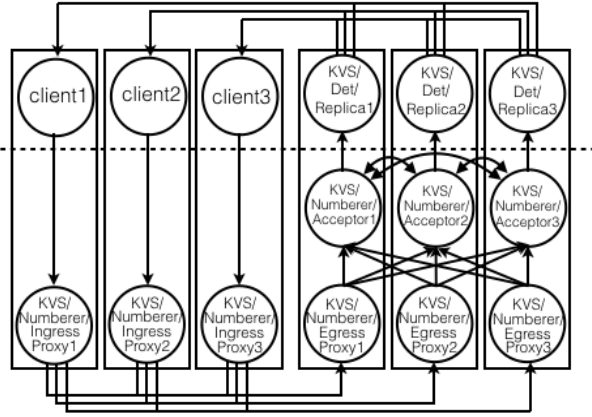 client1
client2
client3
KVS/
Det/
Replica1
KVS/
Det/
Replica2
KVS/
Det/
Replica3
KVS/
Numberer/
Acceptor1
KVS/
Numberer/
Acceptor2
KVS/
Numberer/
Acceptor3
KVS/
Numberer/
Ingress
Proxy1
KVS/
Numberer/
Ingress
Proxy2
KVS/
Numberer/
Ingress
Proxy3
KVS/
Numberer/
Egress
Proxy1
KVS/
Numberer/
Egress
Proxy2
KVS/
Numberer/
Egress
Proxy3